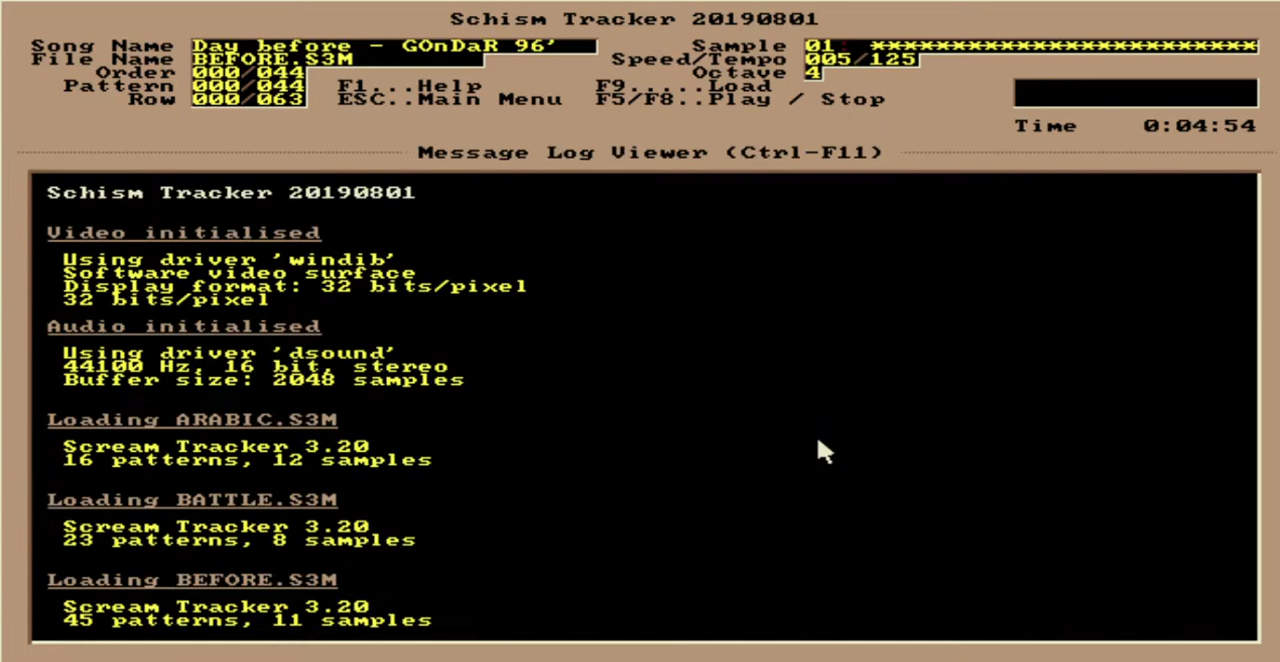 Schism Tracker 20190801
Song Name Day before - GOnDaR 96' Sample 01: ************************
File Name BEFORE.S3M Speed/Tempo 005/125
Order 000/044 Octave 4
Pattern 000/044 F1...Help F9.....Load
Row 000/063 ESC..Main Menu F5/F8..Play / Stop
Time 0:04:54
Message Log Viewer (Ctrl-F11)
Schism Tracker 20190801
Video initialised
Using driver 'windib'
Software video surface
Display format: 32 bits/pixel
32 bits/pixel
Audio initialised
Using driver 'dsound'
44100 Hz, 16 bit, stereo
Buffer size: 2048 samples
Loading ARABIC.S3M
Scream Tracker 3.20
16 patterns, 12 samples
Loading BATTLE.S3M
Scream Tracker 3.20
23 patterns, 8 samples
Loading BEFORE.S3M
Scream Tracker 3.20
45 patterns, 11 samples